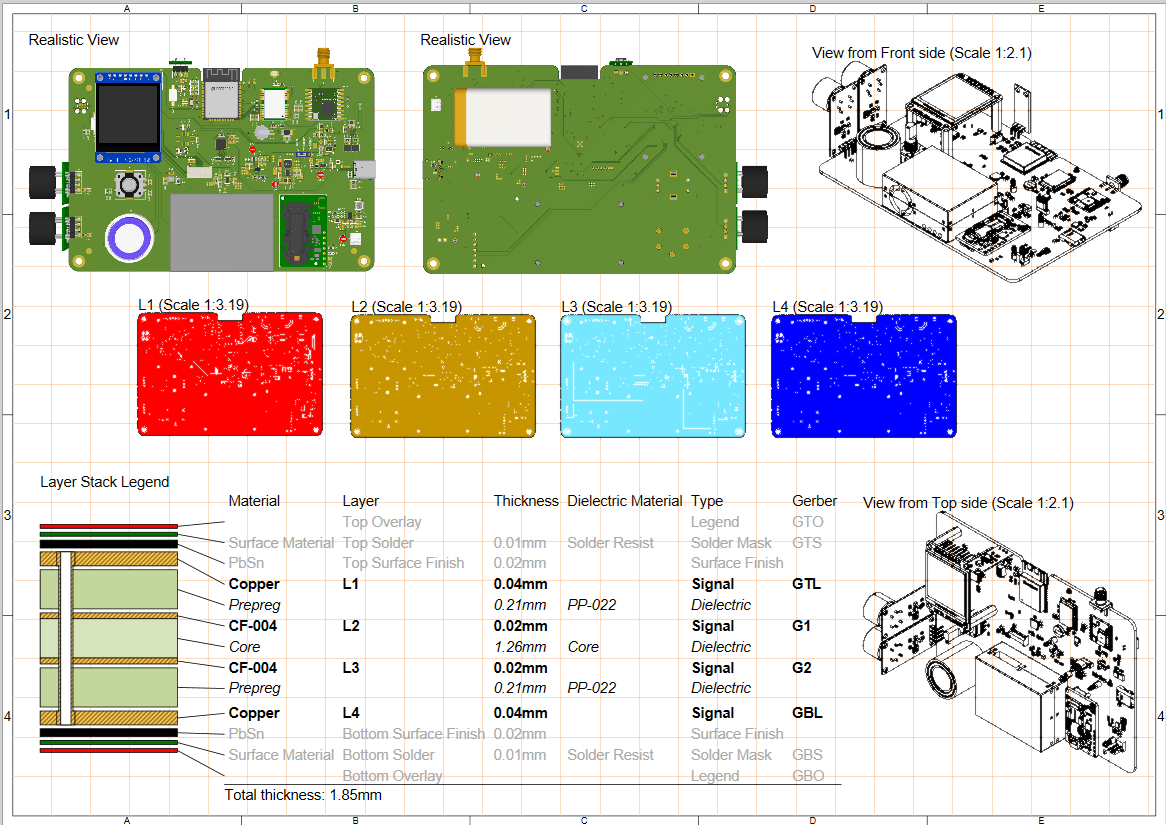 A B C D E
Realistic View
Realistic View
View from Front side (Scale 1:2.1)
1 1
L1 (Scale 1:3.19) L2 (Scale 1:3.19) L3 (Scale 1:3.19) L4 (Scale 1:3.19)
2 2
Layer Stack Legend
Material Layer Thickness Dielectric Material Type Gerber
View from Top side (Scale 1:2.1)
3 3
Top Overlay Legend GTO
Surface Material Top Solder 0.01mm Solder Resist Solder Mask GTS
PbSn Top Surface Finish 0.02mm Surface Finish
Copper L1 0.04mm Signal GTL
Prepreg 0.21mm PP-022 Dielectric
CF-004 L2 0.02mm Signal G1
Core 1.26mm Core Dielectric
CF-004 L3 0.02mm Signal G2
Prepreg 0.21mm PP-022 Dielectric
Copper L4 0.04mm Signal GBL
4 4
PbSn Bottom Surface Finish 0.02mm Surface Finish
Surface Material Bottom Solder 0.01mm Solder Resist Solder Mask GBS
Bottom Overlay Legend GBO
Total thickness: 1.85mm
A B C D E